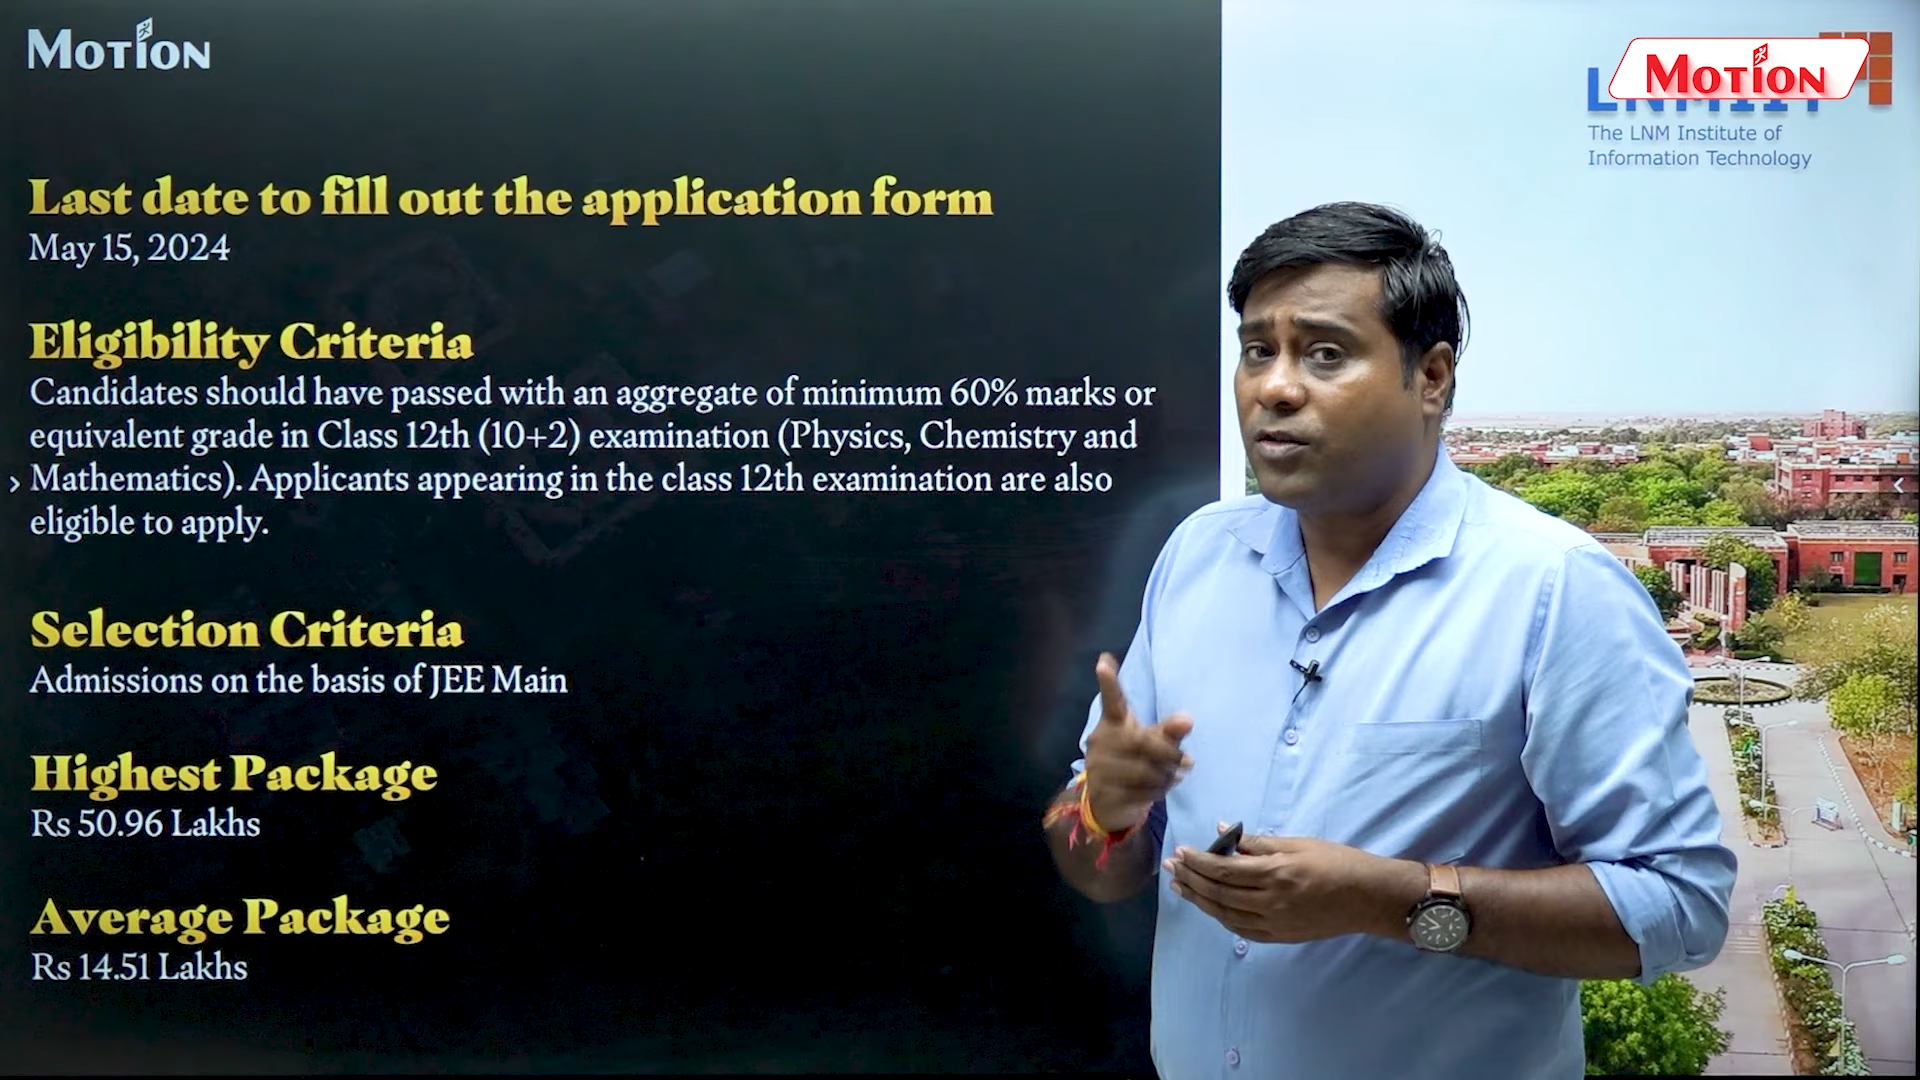 MOTION
MOTION
LNMIIT
The LNM Institute of
Information Technology
Last date to fill out the application form
May 15, 2024
Eligibility Criteria
Candidates should have passed with an aggregate of minimum 60% marks or
equivalent grade in Class 12th (10+2) examination (Physics, Chemistry and
Mathematics). Applicants appearing in the class 12th examination are also
eligible to apply.
Selection Criteria
Admissions on the basis of JEE Main
Highest Package
Rs 50.96 Lakhs
Average Package
Rs 14.51 Lakhs